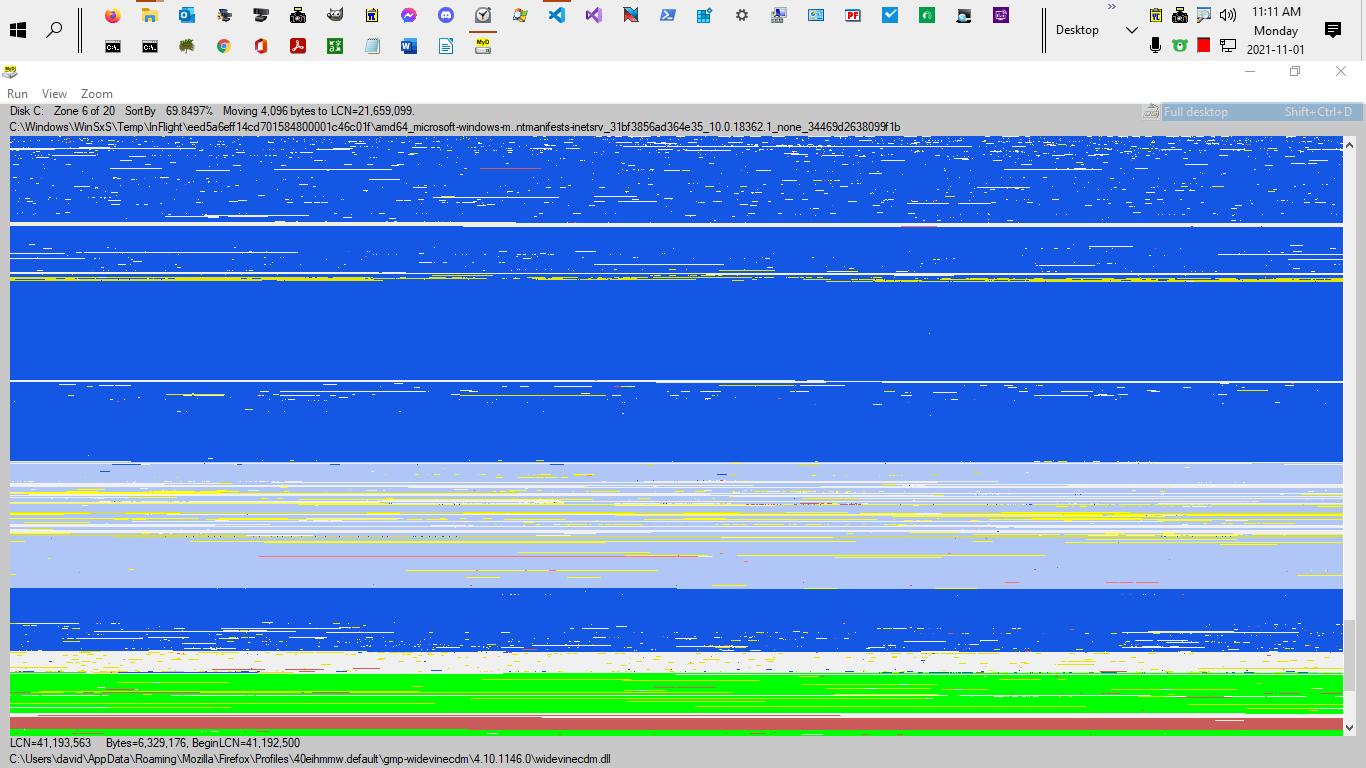 11:11 AM
Desktop
Monday
2021-11-01
Run View Zoom
Disk C: Zone 6 of 20 SortBy 69.8497% Moving 4,096 bytes to LCN=21,659,099.
Full desktop Shift+Ctrl+D
C:\Windows\WinSxS\Temp\InFlight\eed5a6eff14cd701584800001c46c01f\amd64_microsoft-windows-m..ntmanifests-inetsrv_31bf3856ad364e35_10.0.18362.1_none_34469d2638099f1b
LCN=41,193,563 Bytes=6,329,176, BeginLCN=41,192,500
C:\Users\david\AppData\Roaming\Mozilla\Firefox\Profiles\40eihmmw.default\gmp-widevinecdm\4.10.1146.0\widevinecdm.dll